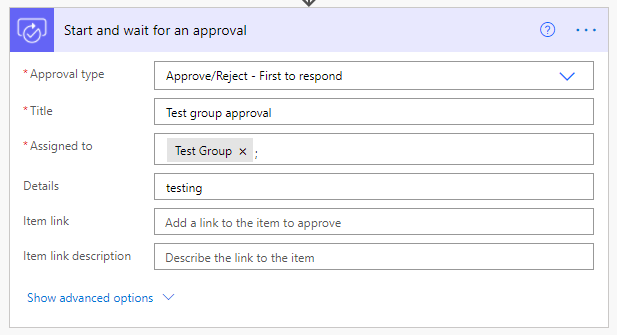 Start and wait for an approval
* Approval type
Approve/Reject - First to respond
* Title
Test group approval
* Assigned to
Test Group × ;
Details
testing
Item link
Add a link to the item to approve
Item link description
Describe the link to the item
Show advanced options